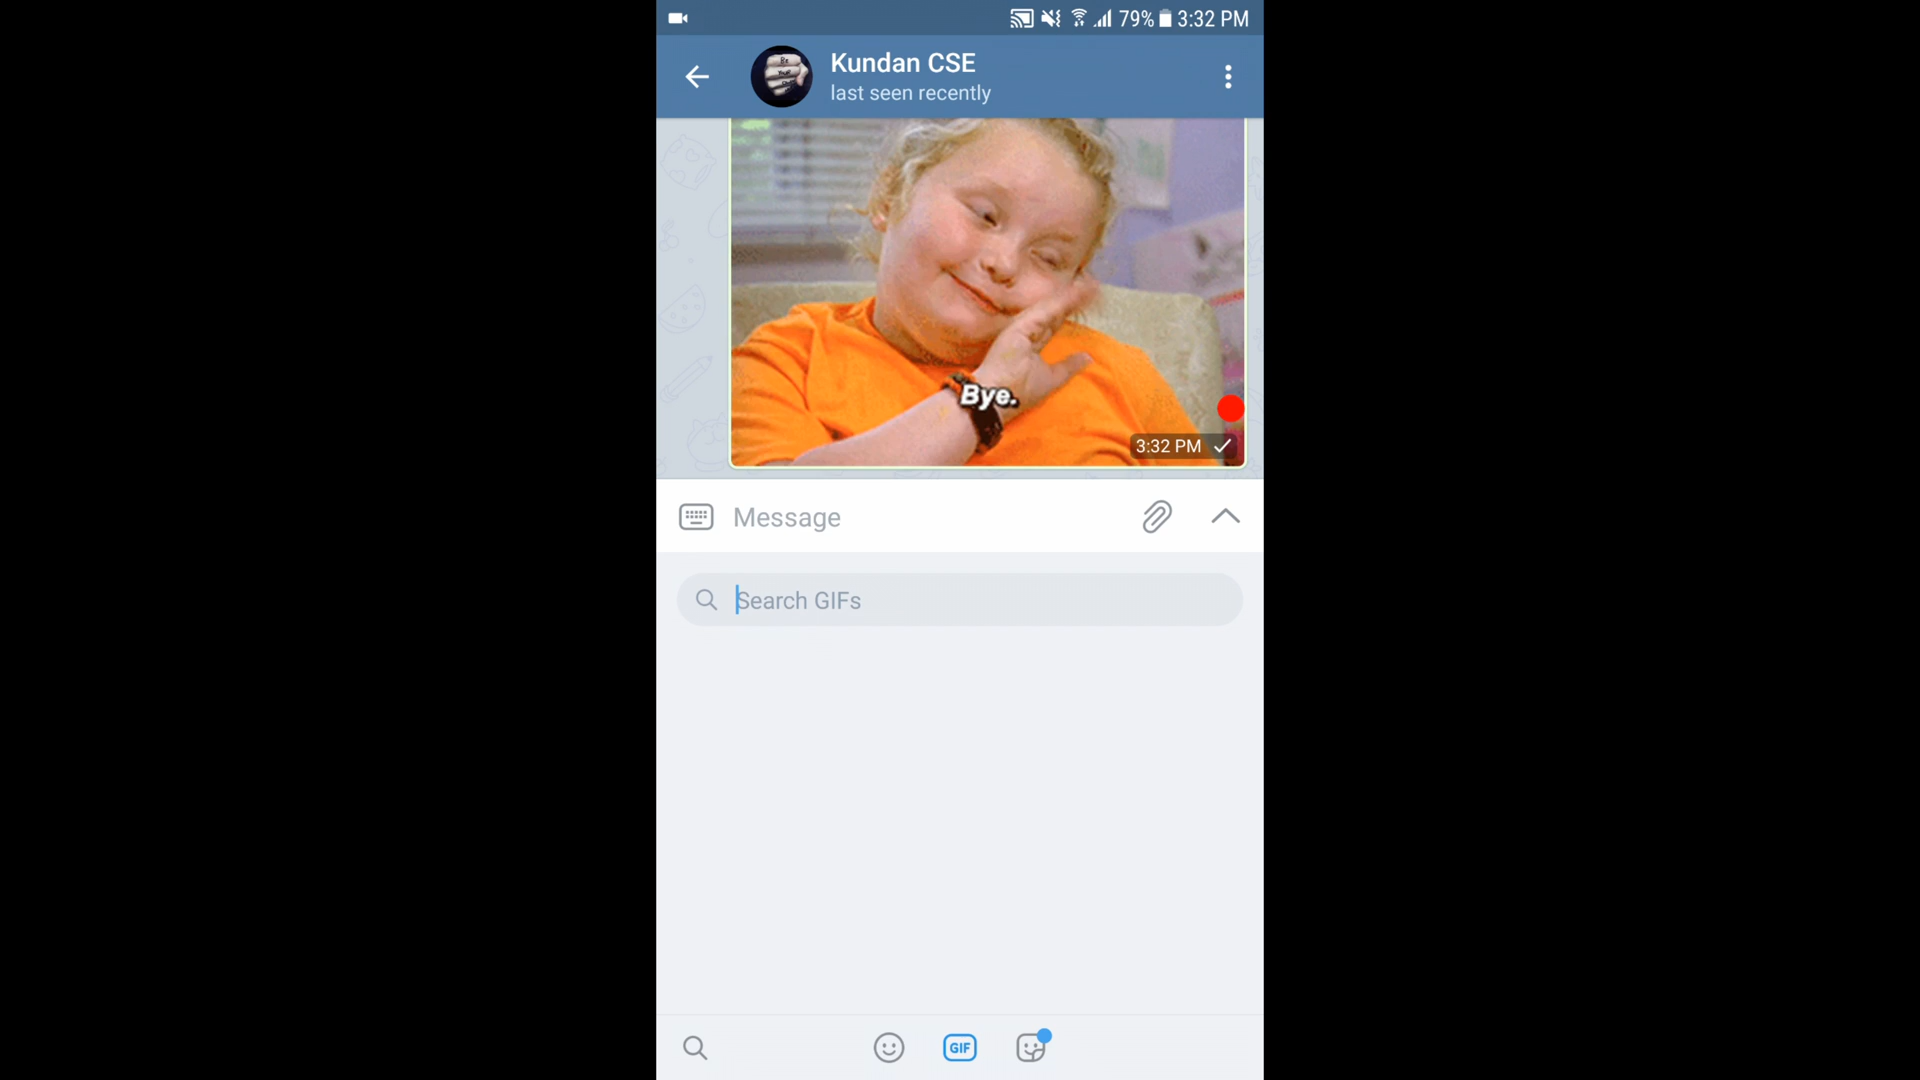 79% 3:32 PM
Kundan CSE
last seen recently
Bye.
3:32 PM
Message
Search GIFs
GIF